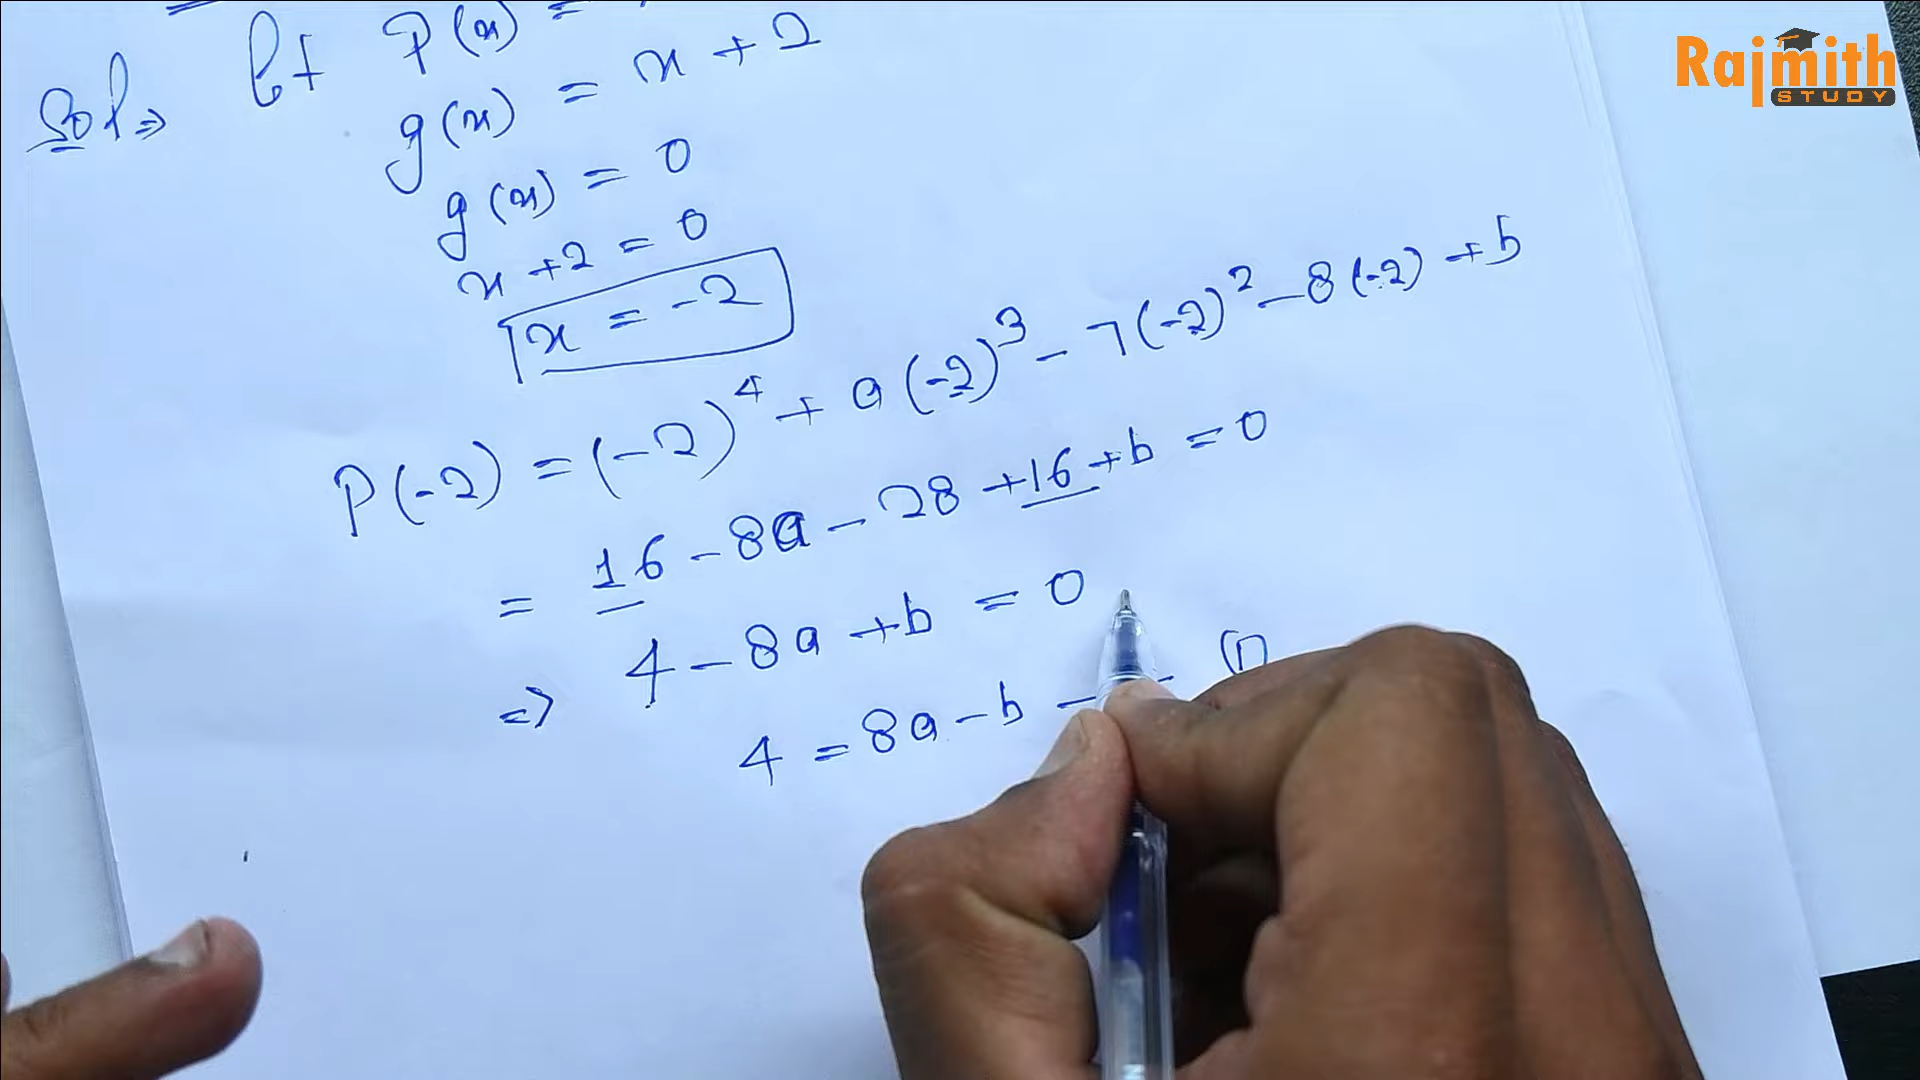 Rajmith
STUDY
Sol⇒ let P(x) =
g(x) = x + 2
g(x) = 0
x + 2 = 0
x = -2
P(-2) = (-2)⁴ + a(-2)³ - 7(-2)² - 8(-2) + b
= 16 - 8a - 28 + 16 + b = 0
⇒ 4 - 8a + b = 0
4 = 8a - b